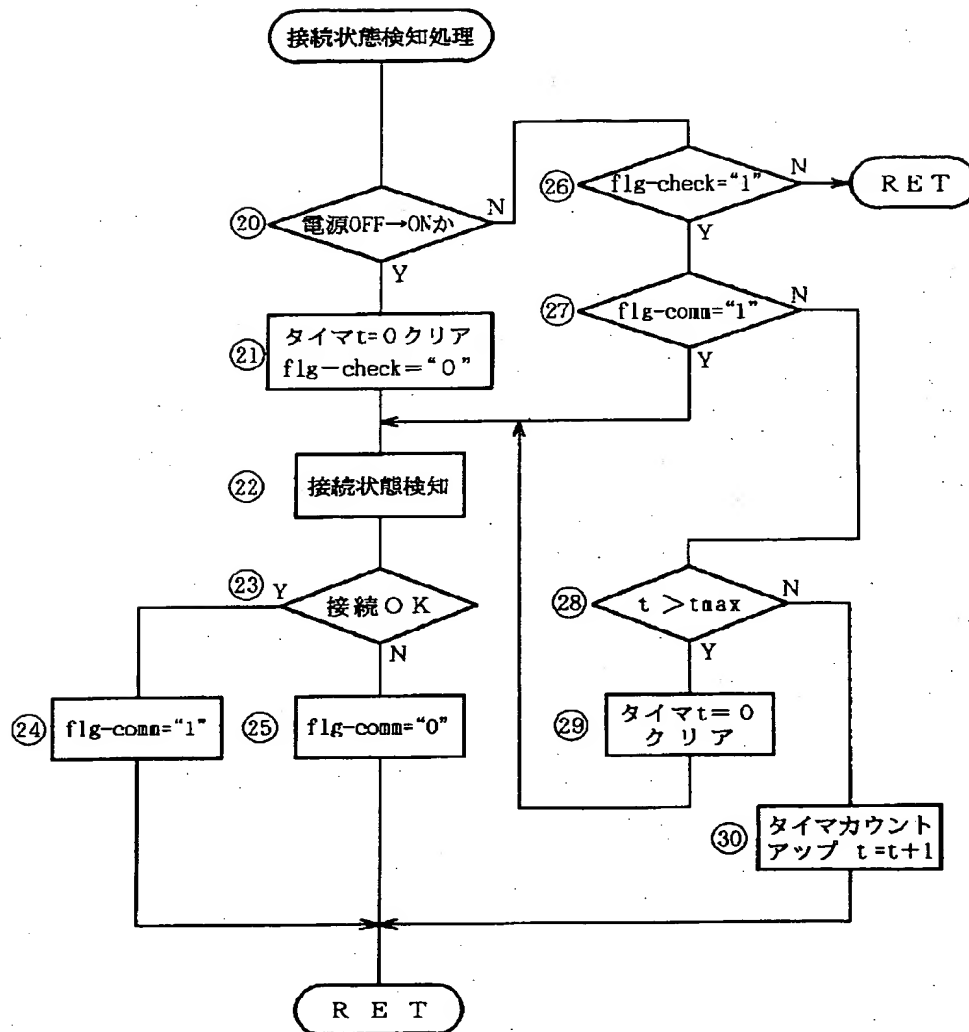 接続状態検知処理
⑳
電源OFF→ONか
N
Y
㉑
タイマt=0クリア
flg-check="0"
㉒
接続状態検知
㉓
Y
接続OK
N
㉔
flg-comm="1"
㉕
flg-comm="0"
RET
㉖
flg-check="1"
N
RET
Y
㉗
flg-comm="1"
N
Y
㉘
t>tmax
N
Y
㉙
タイマt=0
クリア
㉚
タイマカウント
アップ t=t+1